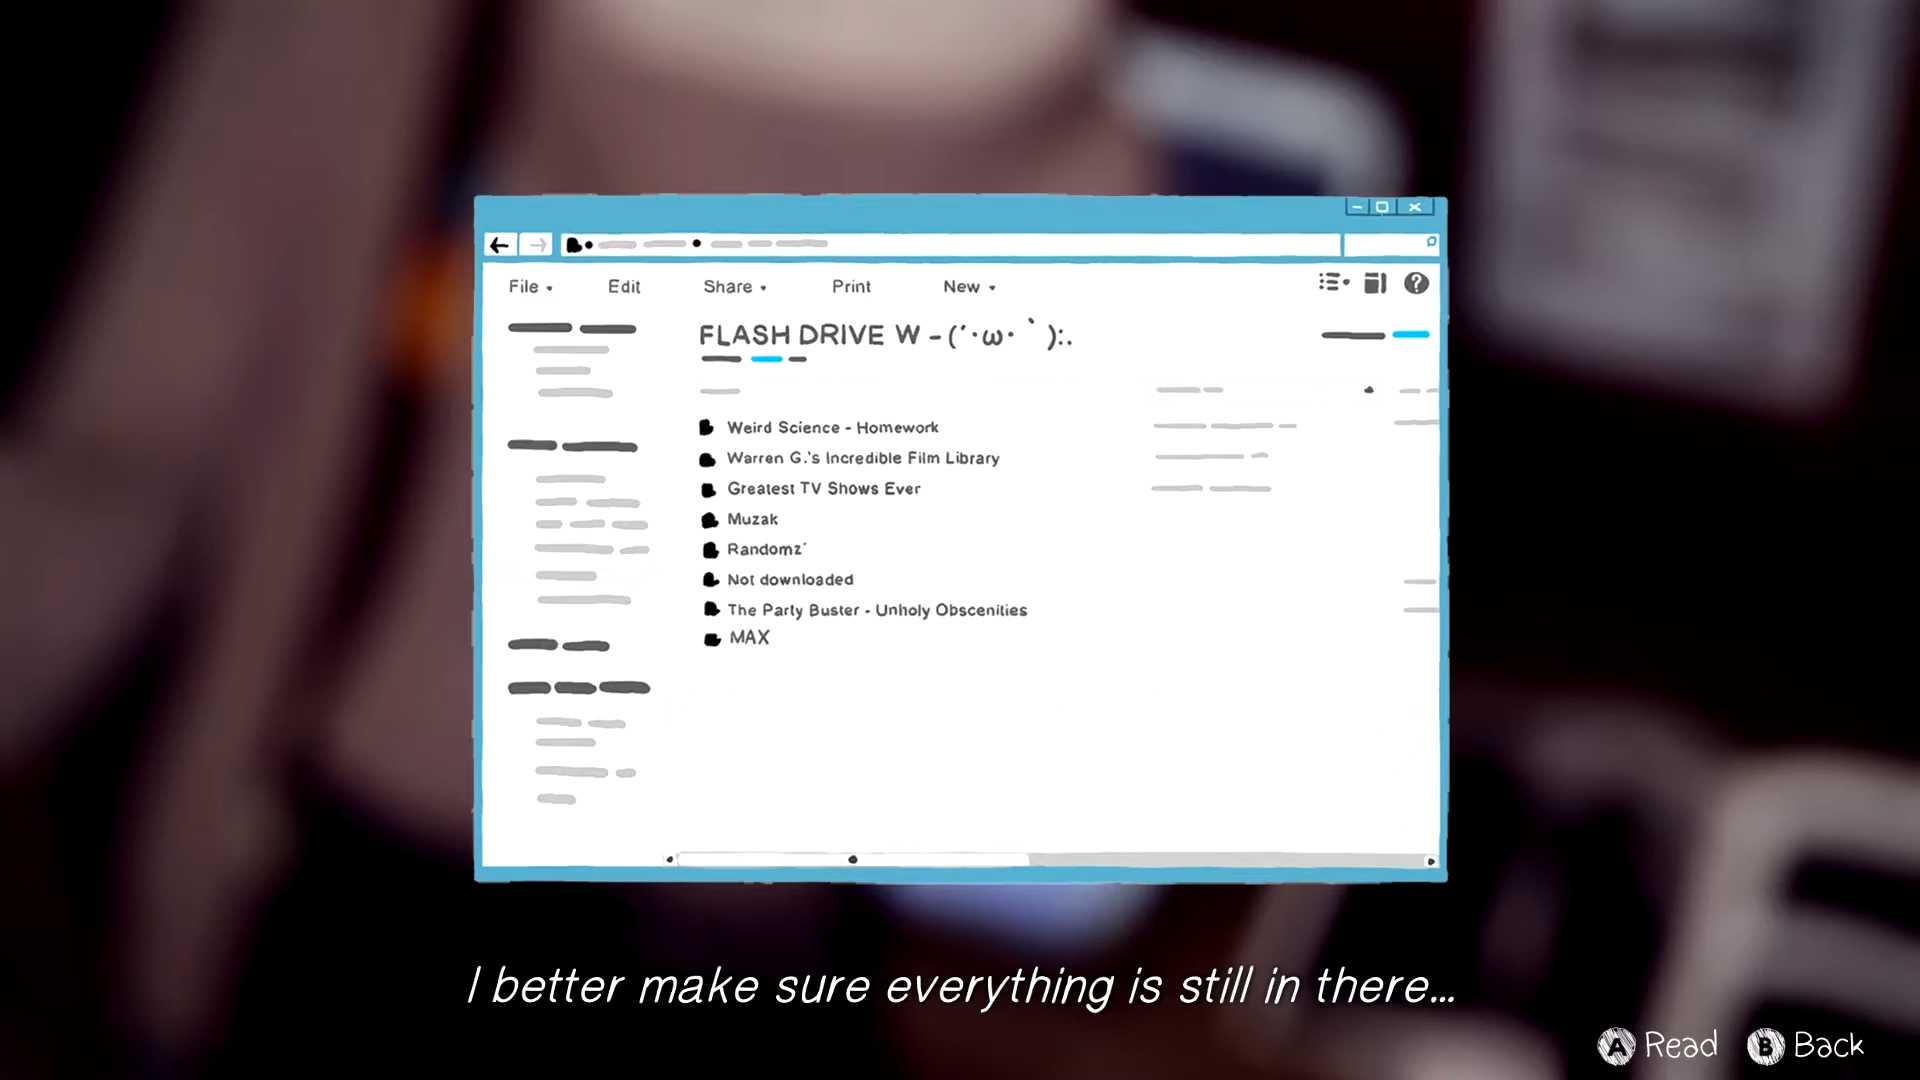 File
Edit
Share
Print
New
FLASH DRIVE W - (´･ω･｀):.
Weird Science - Homework
Warren G.'s Incredible Film Library
Greatest TV Shows Ever
Muzak
Randomz'
Not downloaded
The Party Buster - Unholy Obscenities
MAX
I better make sure everything is still in there...
A Read B Back